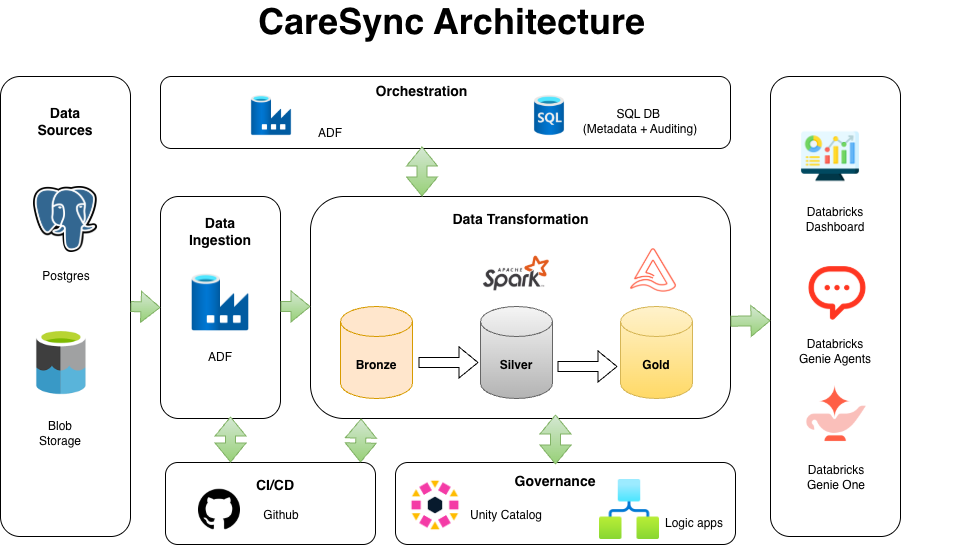 CareSync Architecture
Data
Sources
Postgres
Blob
Storage
Orchestration
ADF
SQL
SQL DB
(Metadata + Auditing)
Data
Ingestion
ADF
Data Transformation
APACHE
Spark
Bronze
Silver
Gold
CI/CD
Github
Governance
Unity Catalog
Logic apps
Databricks
Dashboard
Databricks
Genie Agents
Databricks
Genie One